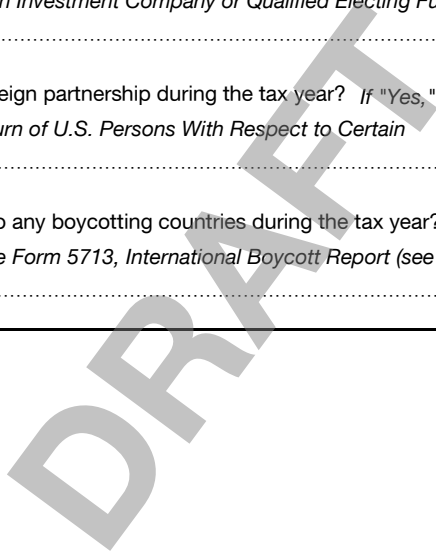 n Investment Company or Qualified Electing Fu
eign partnership during the tax year? If "Yes,"
urn of U.S. Persons With Respect to Certain
o any boycotting countries during the tax year?
e Form 5713, International Boycott Report (see
DRAFT